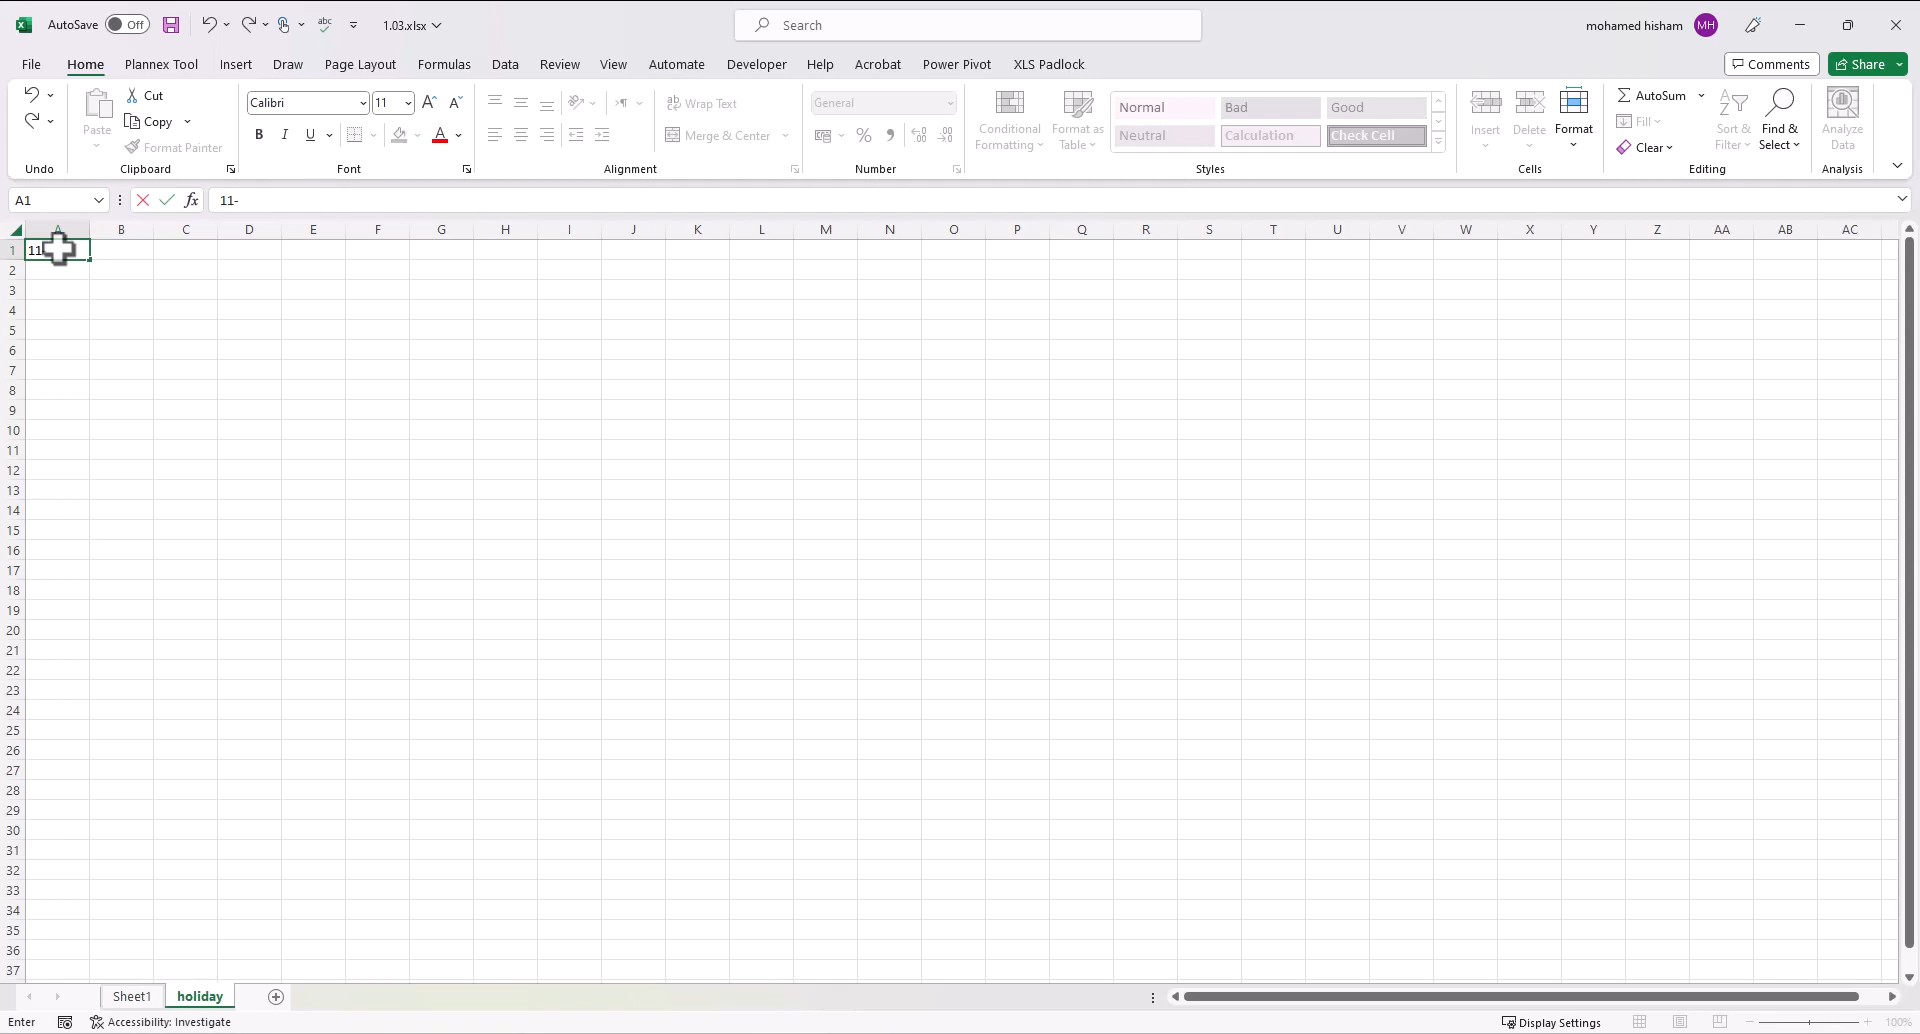 AutoSave Off abc 1.03.xlsx Search mohamed hisham MH
File Home Plannex Tool Insert Draw Page Layout Formulas Data Review View Automate Developer Help Acrobat Power Pivot XLS Padlock Comments Share
Paste Cut Copy Format Painter
Calibri 11 A A B I U A
ab Wrap Text Merge & Center
General % 9
Conditional Formatting Format as Table
Normal Bad Good
Neutral Calculation Check Cell
Insert Delete Format
AutoSum Fill Clear
Sort & Filter Find & Select
Analyze Data
Undo Clipboard Font Alignment Number Styles Cells Editing Analysis
A1 fx 11-
A B C D E F G H I J K L M N O P Q R S T U V W X Y Z AA AB AC
1 11
2
3
4
5
6
7
8
9
10
11
12
13
14
15
16
17
18
19
20
21
22
23
24
25
26
27
28
29
30
31
32
33
34
35
36
37
Sheet1 holiday
Enter Accessibility: Investigate Display Settings 100%